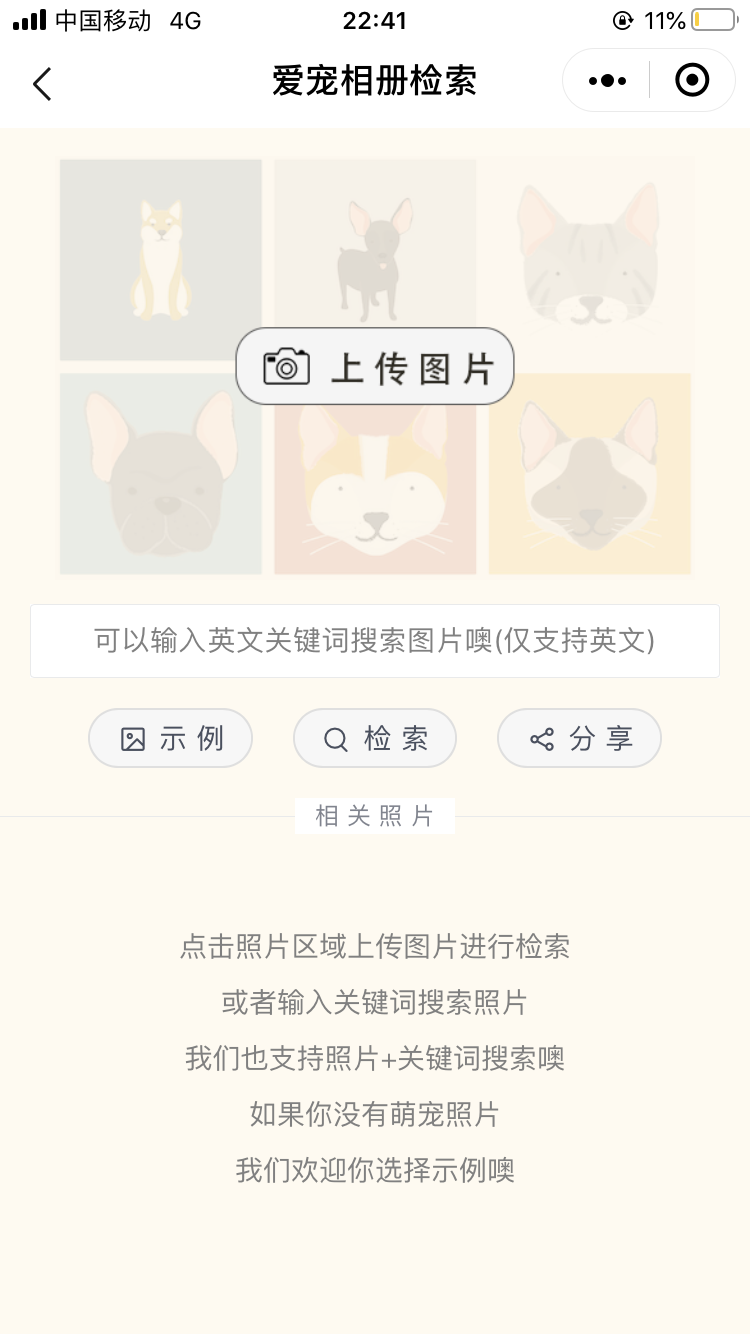 中国移动 4G 22:41 11%
爱宠相册检索
上传图片
可以输入英文关键词搜索图片噢(仅支持英文)
示例 检索 分享
相关照片
点击照片区域上传图片进行检索
或者输入关键词搜索照片
我们也支持照片+关键词搜索噢
如果你没有萌宠照片
我们欢迎你选择示例噢